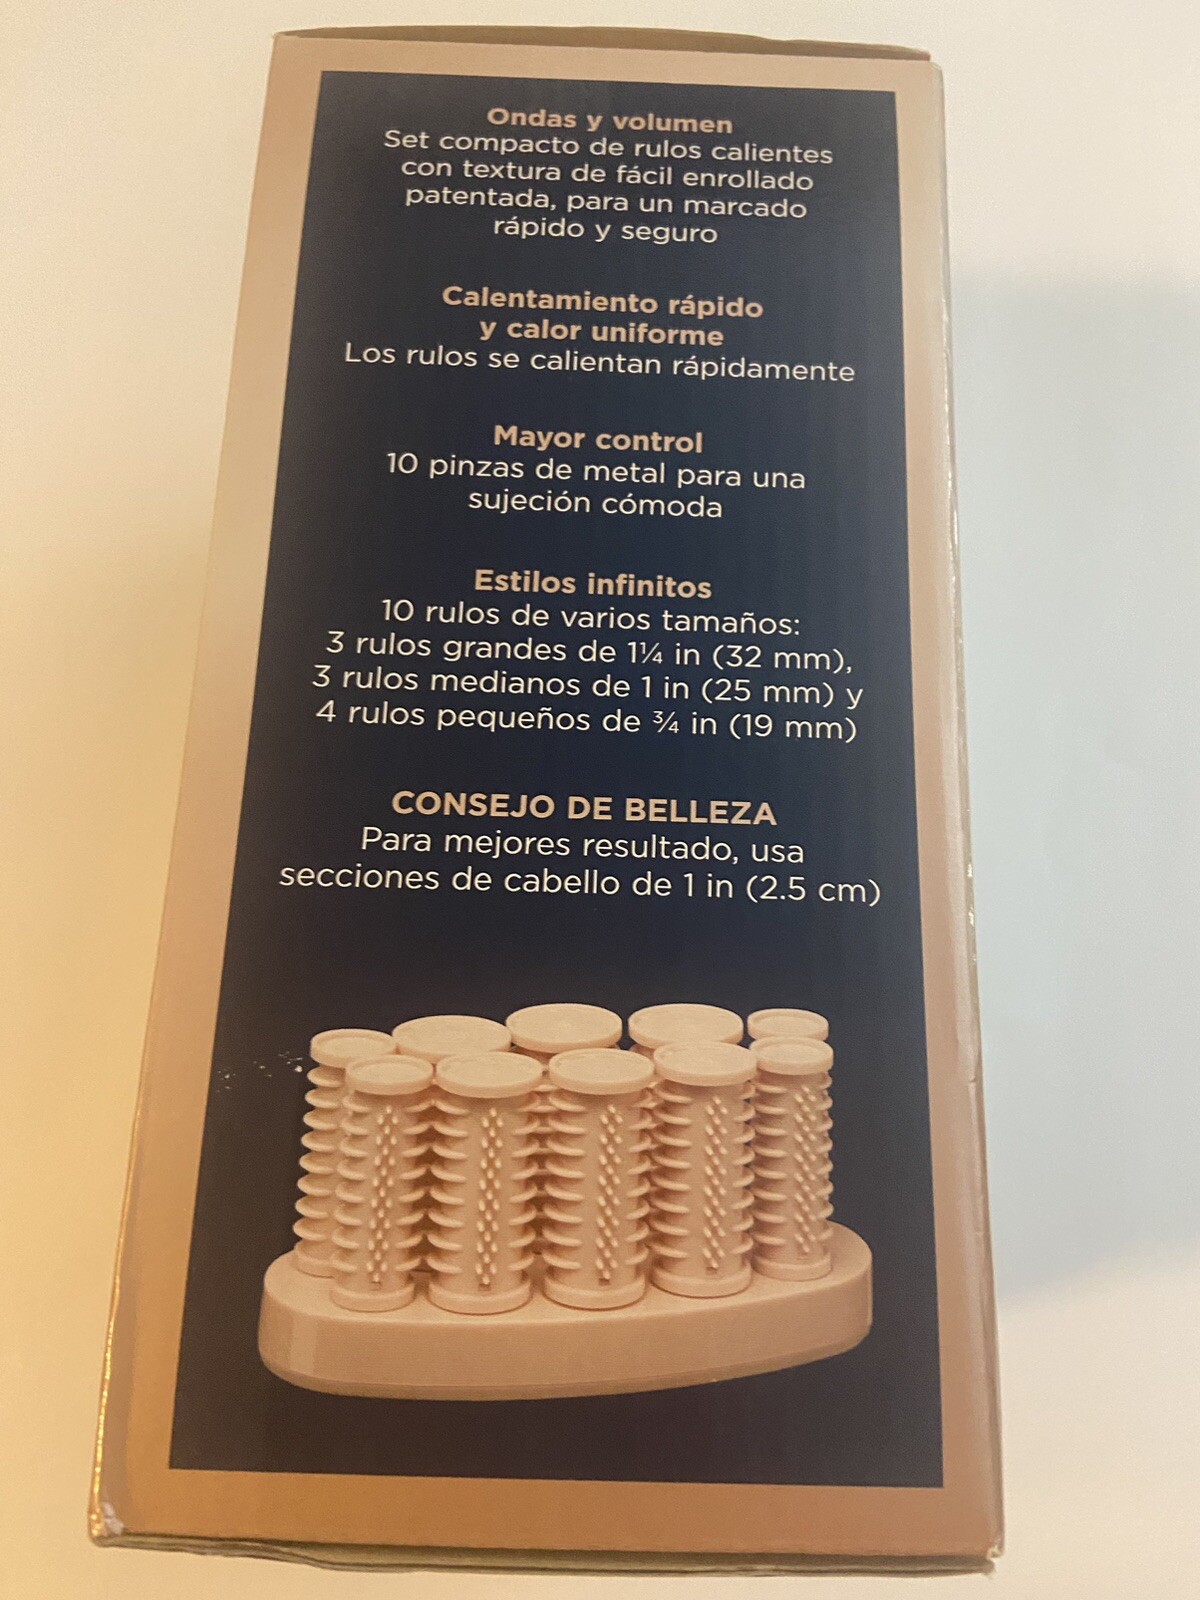 Ondas y volumen
Set compacto de rulos calientes
con textura de fácil enrollado
patentada, para un marcado
rápido y seguro
Calentamiento rápido
y calor uniforme
Los rulos se calientan rápidamente
Mayor control
10 pinzas de metal para una
sujeción cómoda
Estilos infinitos
10 rulos de varios tamaños:
3 rulos grandes de 1¼ in (32 mm),
3 rulos medianos de 1 in (25 mm) y
4 rulos pequeños de ¾ in (19 mm)
CONSEJO DE BELLEZA
Para mejores resultado, usa
secciones de cabello de 1 in (2.5 cm)